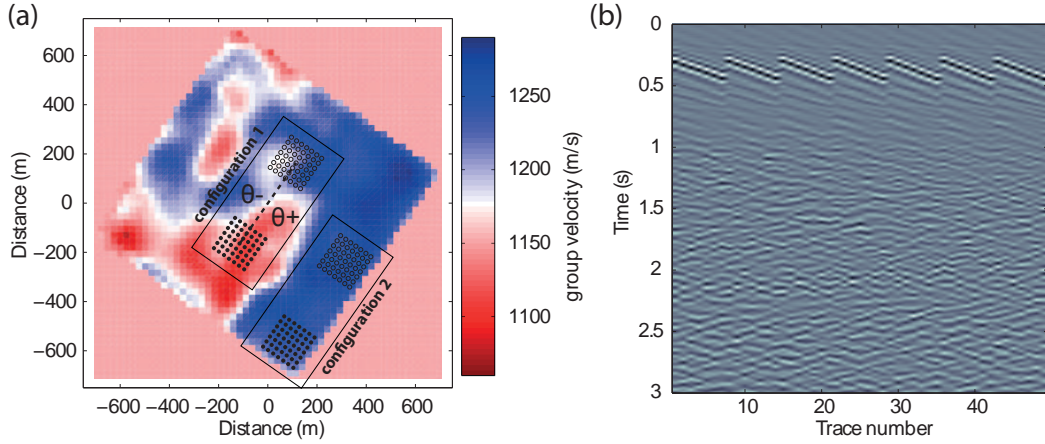 (a)
600
400
200
0
−200
−400
−600
Distance (m)
−600 −400 −200 0 200 400 600
Distance (m)
configuration 1
θ-
θ+
configuration 2
1250
1200
1150
1100
group velocity (m/s)
(b)
0
0.5
1
1.5
2
2.5
3
Time (s)
10 20 30 40
Trace number